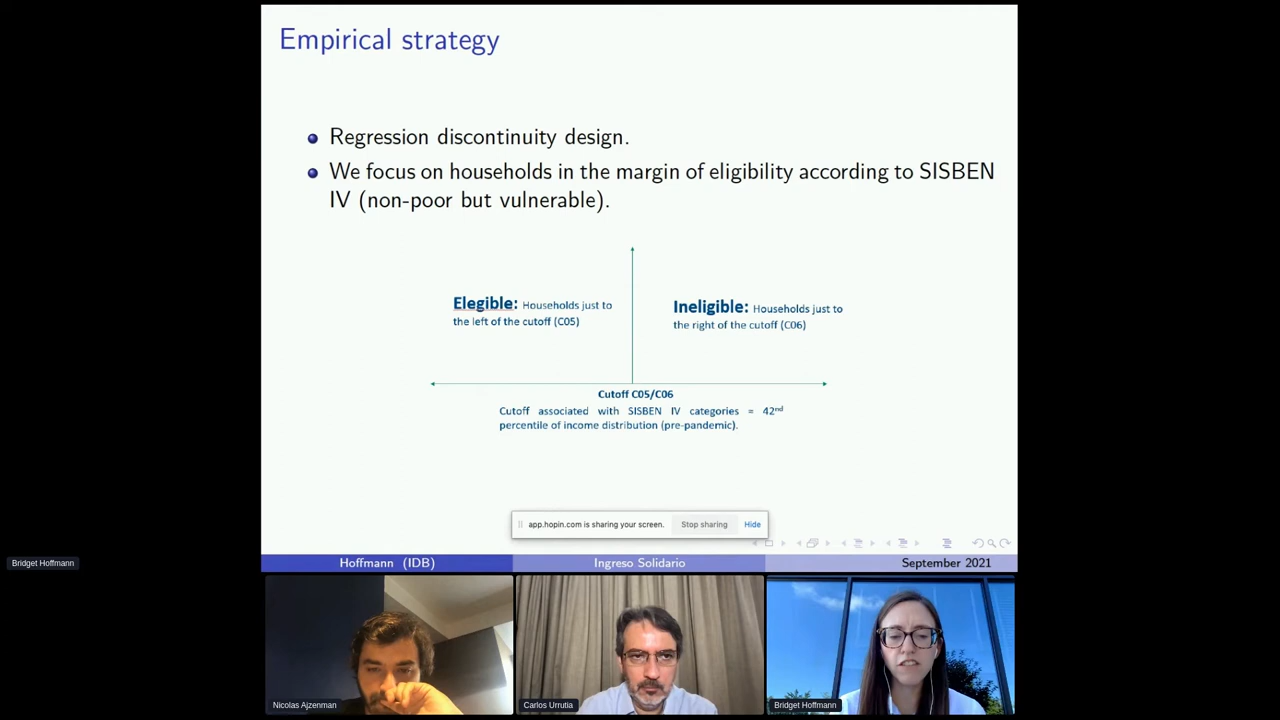 Empirical strategy
Regression discontinuity design.
We focus on households in the margin of eligibility according to SISBEN
IV (non-poor but vulnerable).
Elegible: Households just to
the left of the cutoff (C05)
Ineligible: Households just to
the right of the cutoff (C06)
Cutoff C05/C06
Cutoff associated with SISBEN IV categories = 42nd
percentile of income distribution (pre-pandemic).
app.hopin.com is sharing your screen. Stop sharing Hide
Bridget Hoffmann
Hoffmann (IDB) Ingreso Solidario September 2021
Nicolas Ajzenman
Carlos Urrutia
Bridget Hoffmann